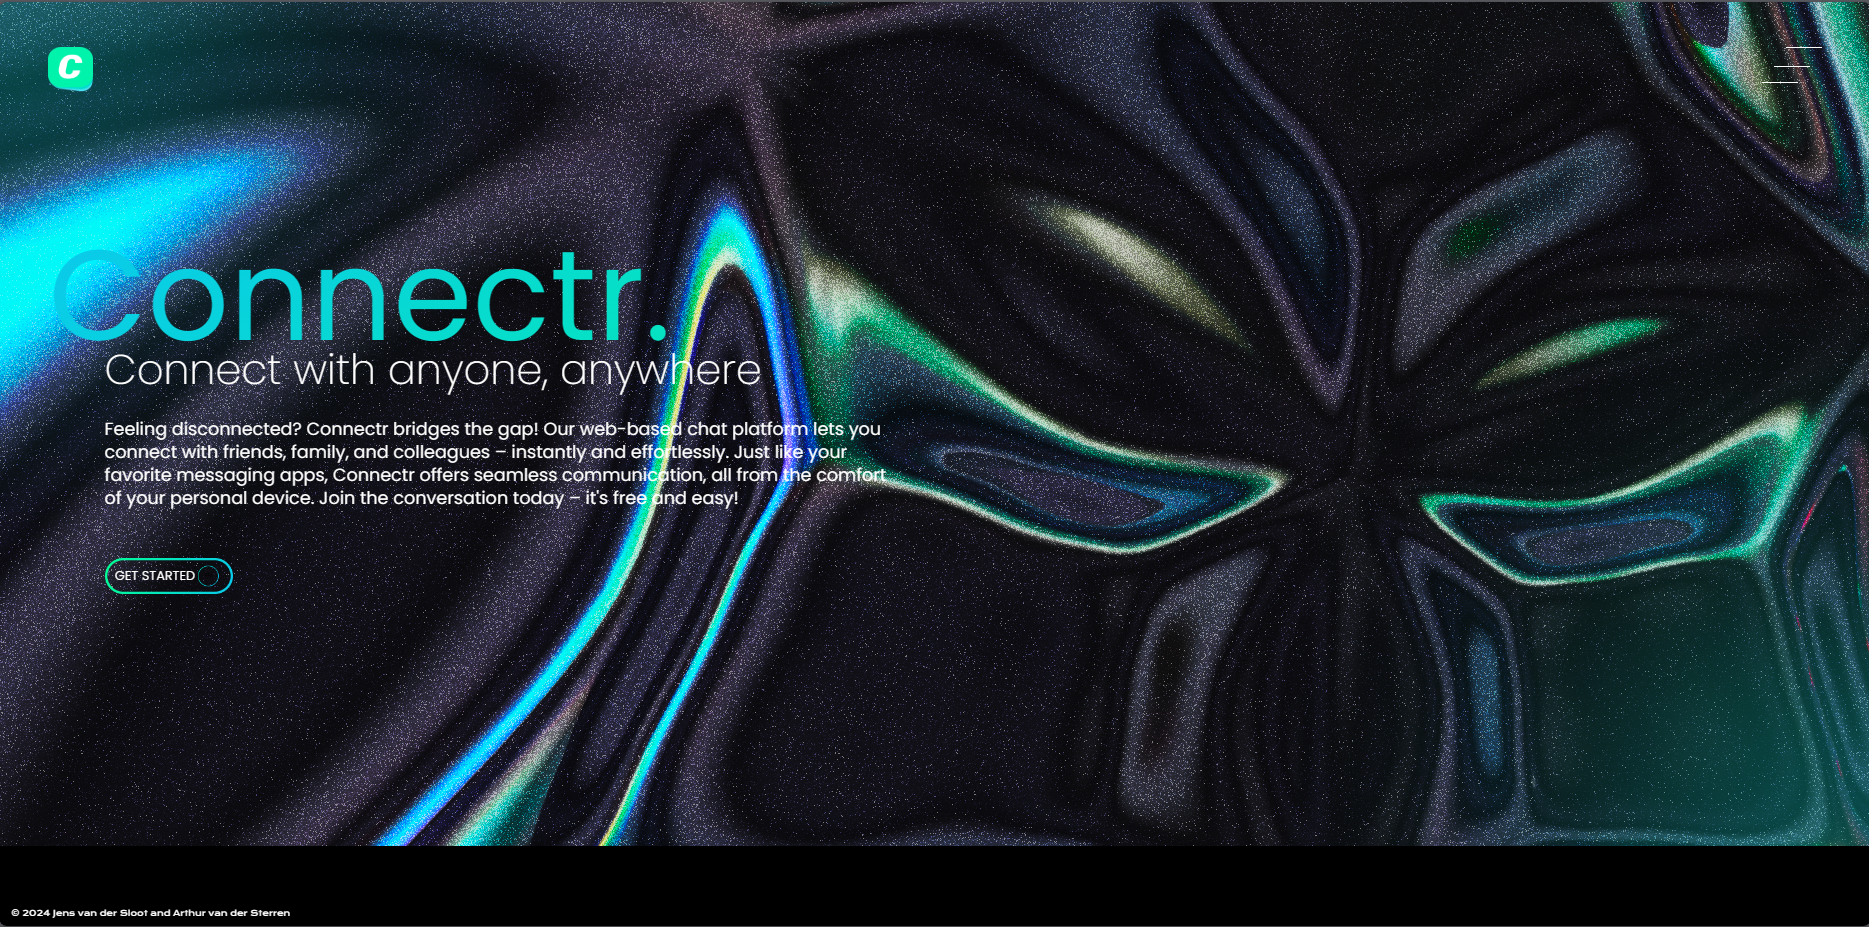 C
Connectr.
Connect with anyone, anywhere
Feeling disconnected? Connectr bridges the gap! Our web-based chat platform lets you
connect with friends, family, and colleagues – instantly and effortlessly. Just like your
favorite messaging apps, Connectr offers seamless communication, all from the comfort
of your personal device. Join the conversation today – it's free and easy!
GET STARTED
© 2024 Jens van der Sloot and Arthur van der Sterren